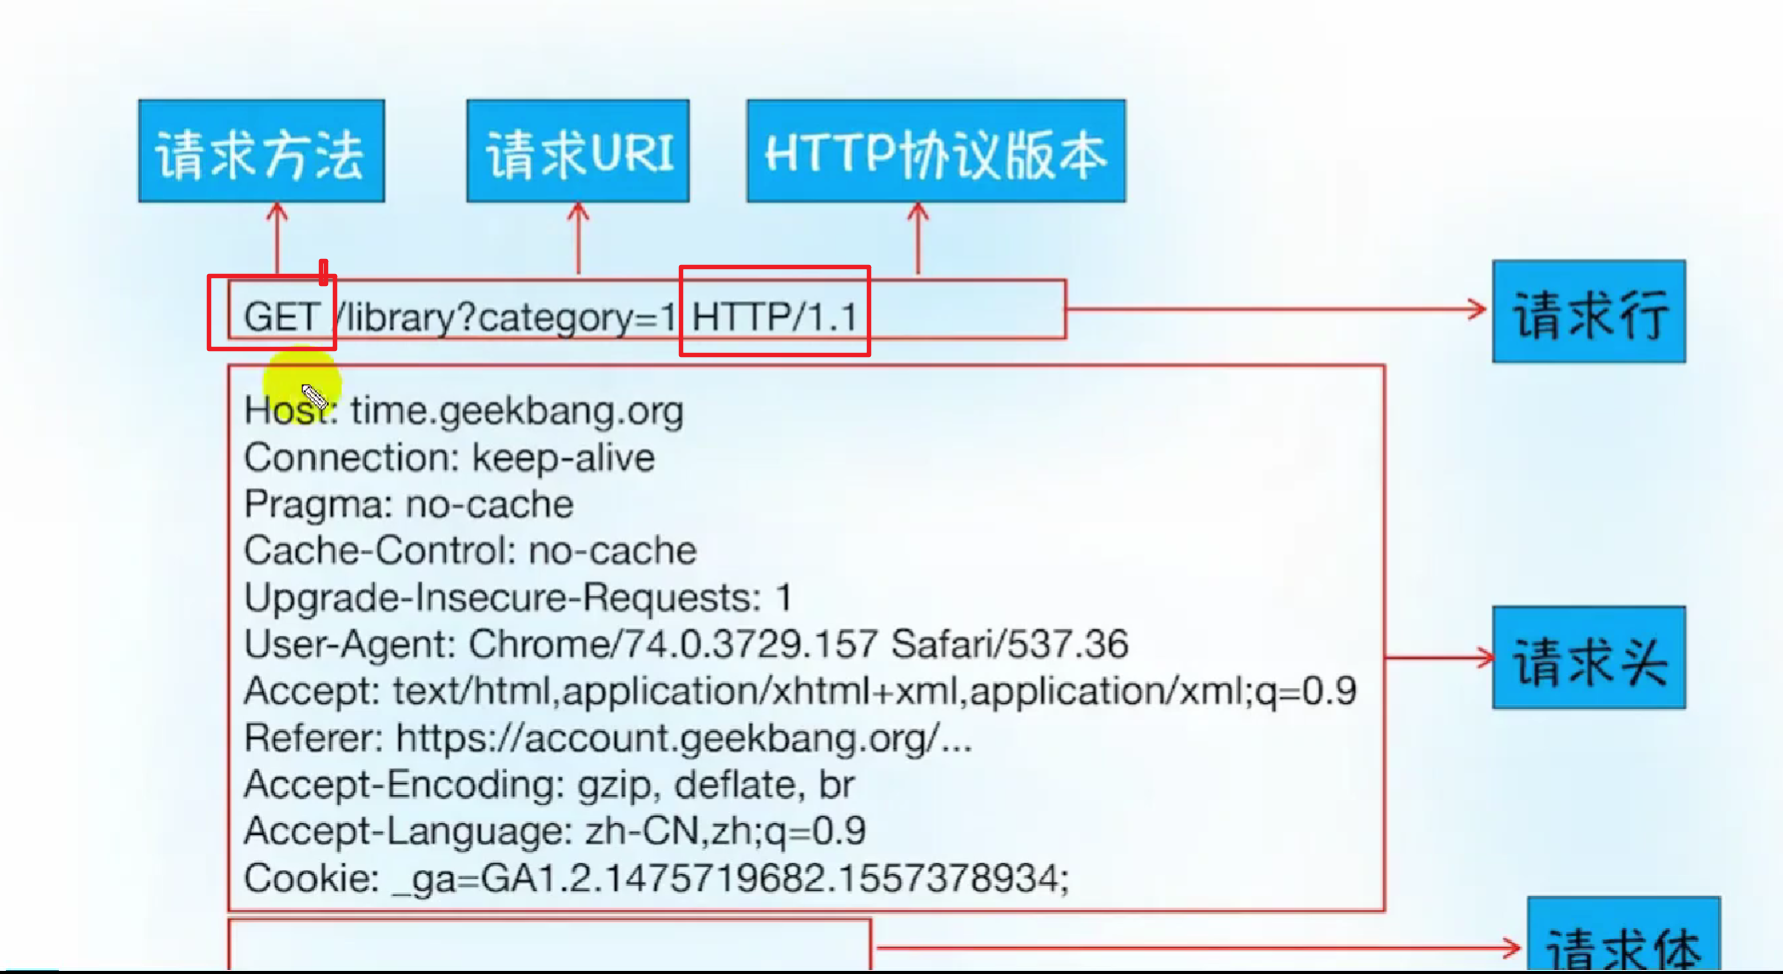 请求方法
请求URI
HTTP协议版本
GET /library?category=1 HTTP/1.1
请求行
Host: time.geekbang.org
Connection: keep-alive
Pragma: no-cache
Cache-Control: no-cache
Upgrade-Insecure-Requests: 1
User-Agent: Chrome/74.0.3729.157 Safari/537.36
请求头
Accept: text/html,application/xhtml+xml,application/xml;q=0.9
Referer: https://account.geekbang.org/...
Accept-Encoding: gzip, deflate, br
Accept-Language: zh-CN,zh;q=0.9
Cookie: _ga=GA1.2.1475719682.1557378934;
请求体